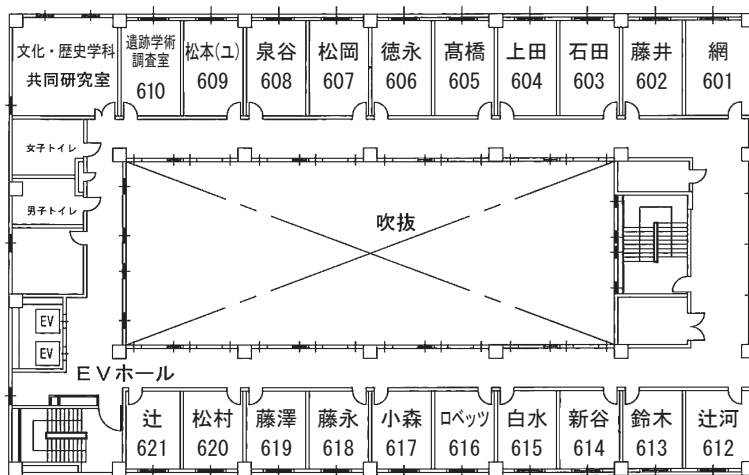 文化・歴史学科
共同研究室
遺跡学術
調査室
610
松本(ユ)
609
泉谷
608
松岡
607
徳永
606
髙橋
605
上田
604
石田
603
藤井
602
網
601
女子トイレ
男子トイレ
吹抜
EV
EV
EVホール
辻
621
松村
620
藤澤
619
藤永
618
小森
617
ロベッツ
616
白水
615
新谷
614
鈴木
613
辻河
612